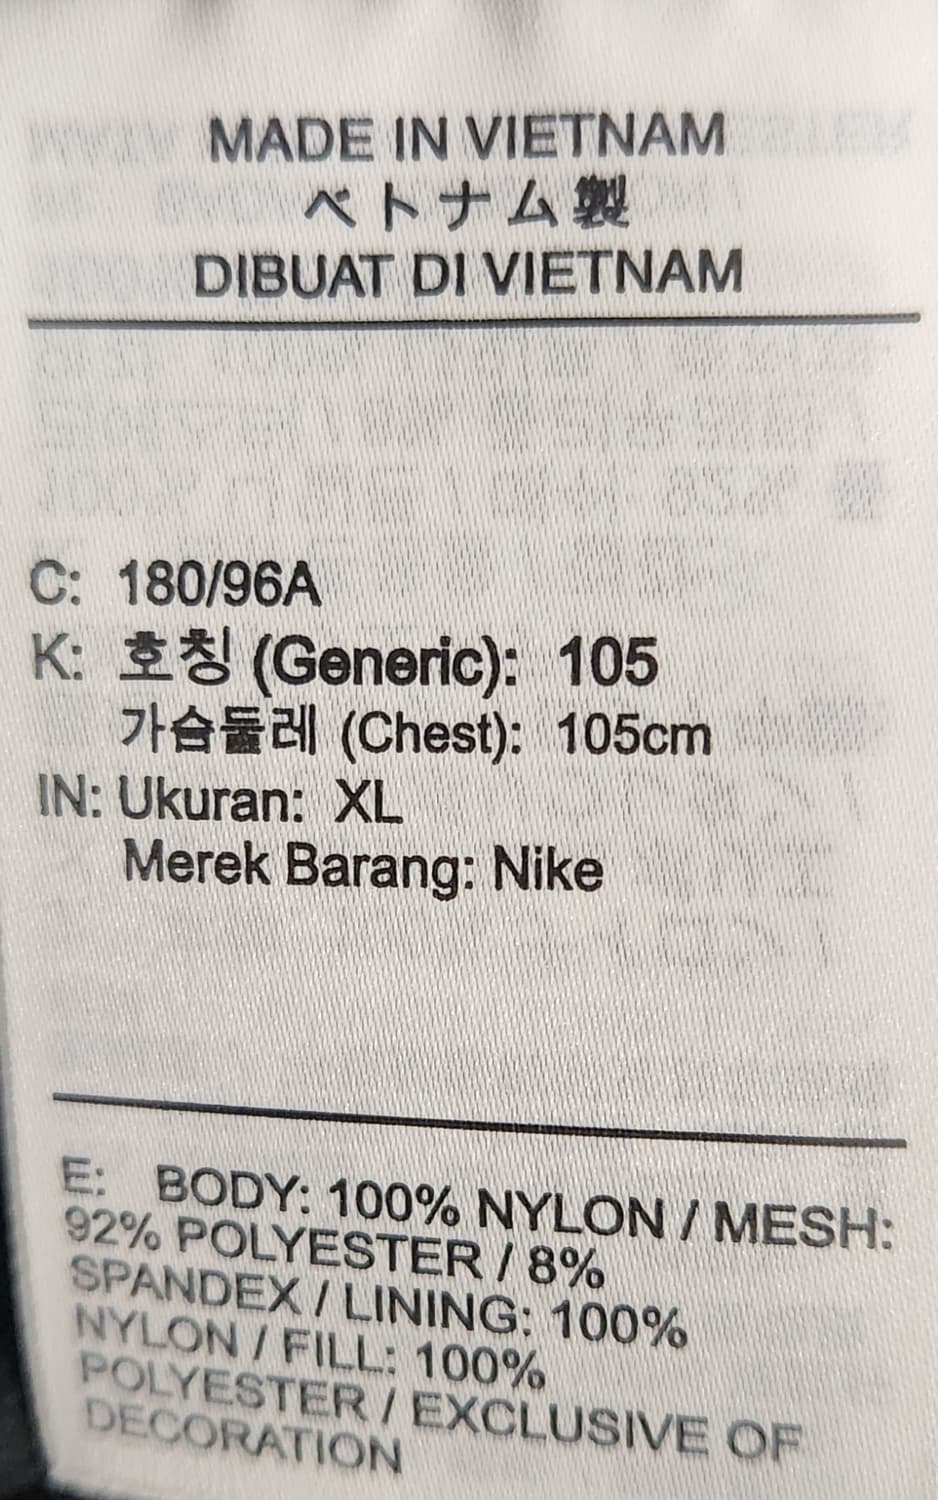 MADE IN VIETNAM
ベトナム製
DIBUAT DI VIETNAM
C: 180/96A
K: 호칭 (Generic): 105
가슴둘레 (Chest): 105cm
IN: Ukuran: XL
Merek Barang: Nike
E: BODY: 100% NYLON / MESH:
92% POLYESTER / 8%
SPANDEX / LINING: 100%
NYLON / FILL: 100%
POLYESTER / EXCLUSIVE OF
DECORATION